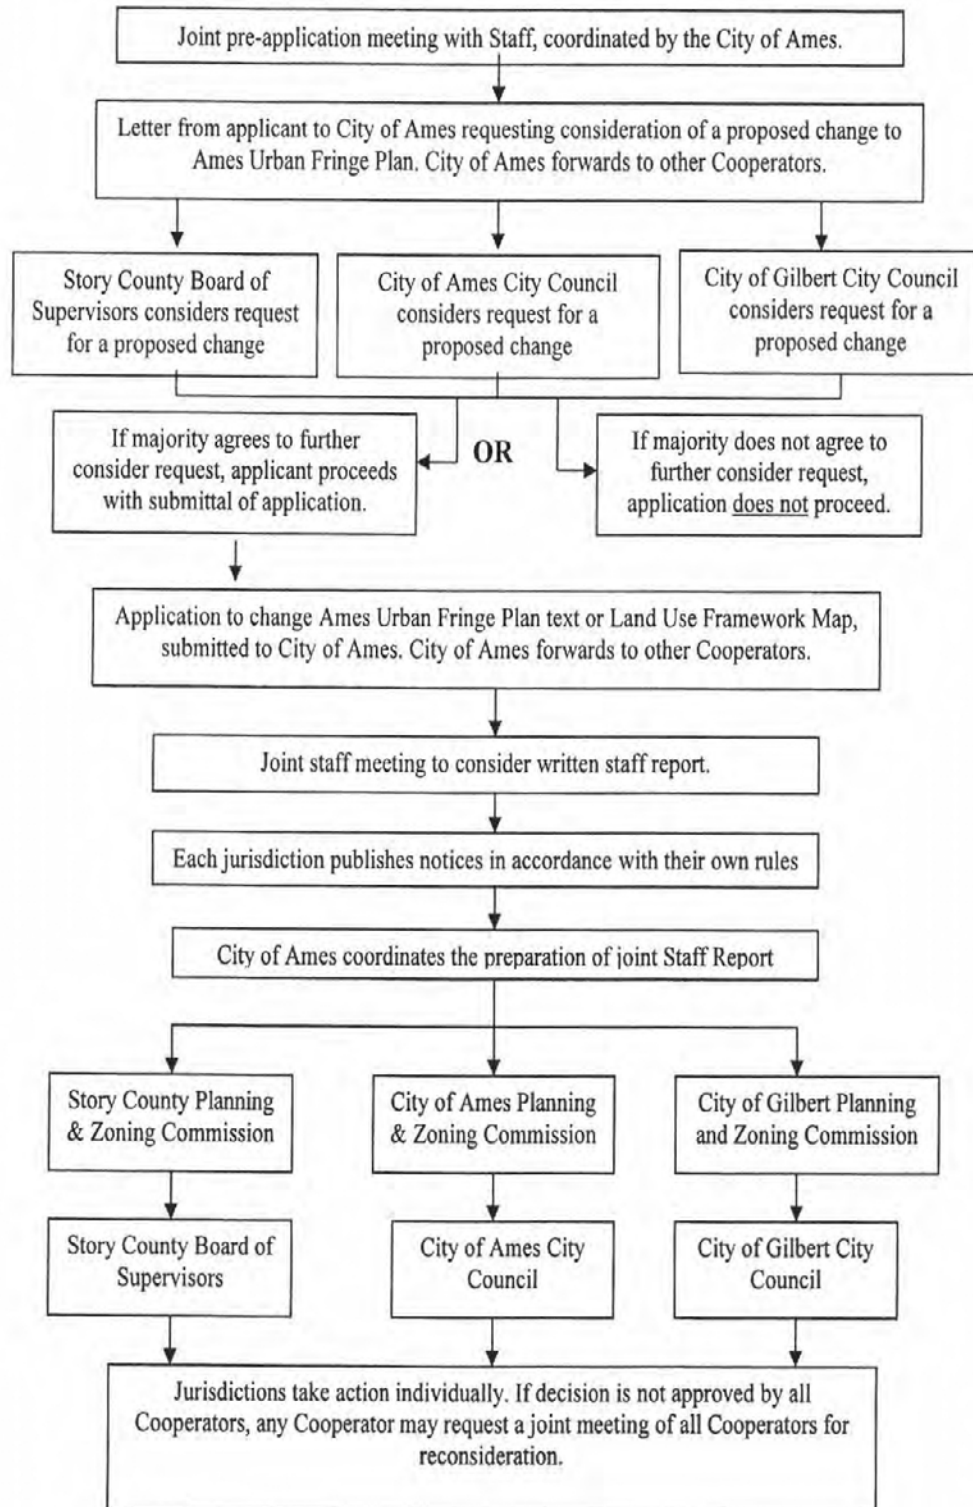 Joint pre-application meeting with Staff, coordinated by the City of Ames.
Letter from applicant to City of Ames requesting consideration of a proposed change to
Ames Urban Fringe Plan. City of Ames forwards to other Cooperators.
Story County Board of
Supervisors considers request
for a proposed change
City of Ames City Council
considers request for a
proposed change
City of Gilbert City Council
considers request for a
proposed change
If majority agrees to further
consider request, applicant proceeds
with submittal of application.
OR
If majority does not agree to
further consider request,
application does not proceed.
Application to change Ames Urban Fringe Plan text or Land Use Framework Map,
submitted to City of Ames. City of Ames forwards to other Cooperators.
Joint staff meeting to consider written staff report.
Each jurisdiction publishes notices in accordance with their own rules
City of Ames coordinates the preparation of joint Staff Report
Story County Planning
& Zoning Commission
City of Ames Planning
& Zoning Commission
City of Gilbert Planning
and Zoning Commission
Story County Board of
Supervisors
City of Ames City
Council
City of Gilbert City
Council
Jurisdictions take action individually. If decision is not approved by all
Cooperators, any Cooperator may request a joint meeting of all Cooperators for
reconsideration.